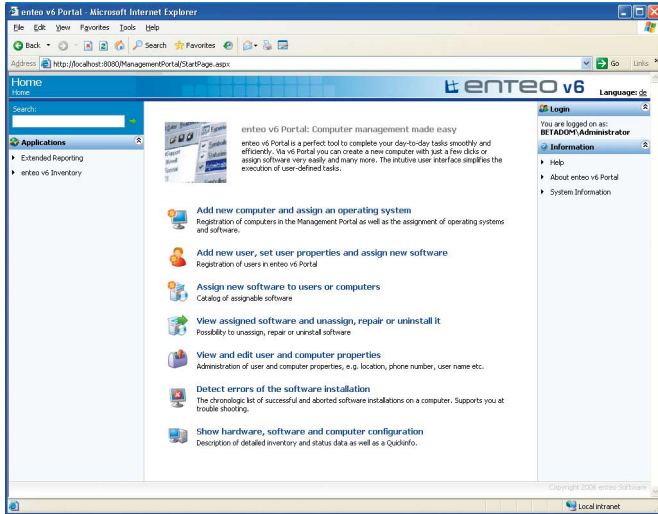 enteo v6 Portal - Microsoft Internet Explorer
File Edit View Favorites Tools Help
Back Search Favorites
Address http://localhost:8080/ManagementPortal/StartPage.aspx Go Links
Home
Home
enteo v6
Language: de
Search:
Applications
Extended Reporting
enteo v6 Inventory
enteo v6 Portal: Computer management made easy
enteo v6 Portal is a perfect tool to complete your day-to-day tasks smoothly and
efficiently. Via v6 Portal you can create a new computer with just a few clicks or
assign software very easily and many more. The intutive user interface simplifies the
execution of user-defined tasks.
Add new computer and assign an operating system
Registration of computers in the Management Portal as well as the assignment of operating systems
and software.
Add new user, set user properties and assign new software
Registration of users in enteo v6 Portal
Assign new software to users or computers
Catalog of assignable software
View assigned software and unassign, repair or uninstall it
Possibility to unassign, repair or uninstall software
View and edit user and computer properties
Administration of user and computer properties, e.g. location, phone number, user name etc.
Detect errors of the software installation
The chronologic list of successful and aborted software installations on a computer. Supports you at
trouble shooting.
Show hardware, software and computer configuration
Description of detailed inventory and status data as well as a Quickinfo.
Login
You are logged on as:
BETADOM\Administrator
Information
Help
About enteo v6 Portal
System Information
Copyright 2006 enteo Software
Local intranet